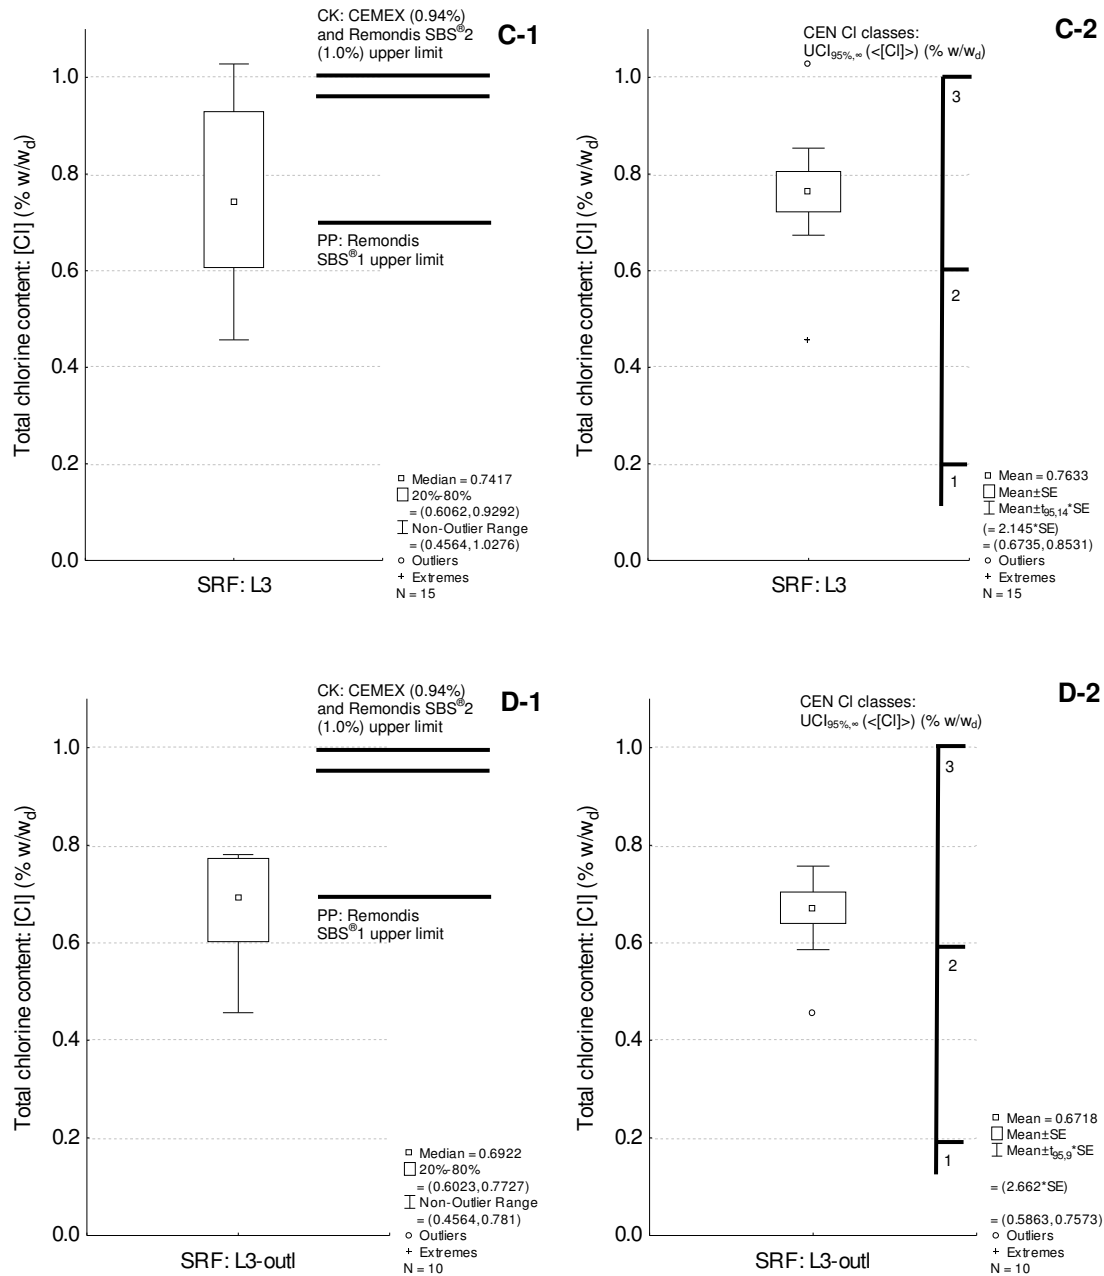 CK: CEMEX (0.94%)
and Remondis SBS®2
(1.0%) upper limit
C-1
1.0
0.8
0.6
0.4
0.2
0.0
Total chlorine content: [Cl] (% w/wd)
PP: Remondis
SBS®1 upper limit
Median = 0.7417
20%-80%
= (0.6062,0.9292)
Non-Outlier Range
= (0.4564,1.0276)
Outliers
Extremes
N = 15
SRF: L3
C-2
CEN Cl classes:
UCI95%,∞ (<[Cl]>) (% w/wd)
1.0
0.8
0.6
0.4
0.2
0.0
Total chlorine content: [Cl] (% w/wd)
3
2
1
Mean = 0.7633
Mean±SE
Mean±t95,14*SE
(= 2.145*SE)
= (0.6735,0.8531)
Outliers
Extremes
N = 15
SRF: L3
CK: CEMEX (0.94%)
and Remondis SBS®2
(1.0%) upper limit
D-1
1.0
0.8
0.6
0.4
0.2
0.0
Total chlorine content: [Cl] (% w/wd)
PP: Remondis
SBS®1 upper limit
Median = 0.6922
20%-80%
= (0.6023,0.7727)
Non-Outlier Range
= (0.4564,0.781)
Outliers
Extremes
N = 10
SRF: L3-outl
D-2
CEN Cl classes:
UCI95%,∞ (<[Cl]>) (% w/wd)
1.0
0.8
0.6
0.4
0.2
0.0
Total chlorine content: [Cl] (% w/wd)
3
2
1
Mean = 0.6718
Mean±SE
Mean±t95,9*SE
= (2.662*SE)
= (0.5863,0.7573)
Outliers
Extremes
N = 10
SRF: L3-outl